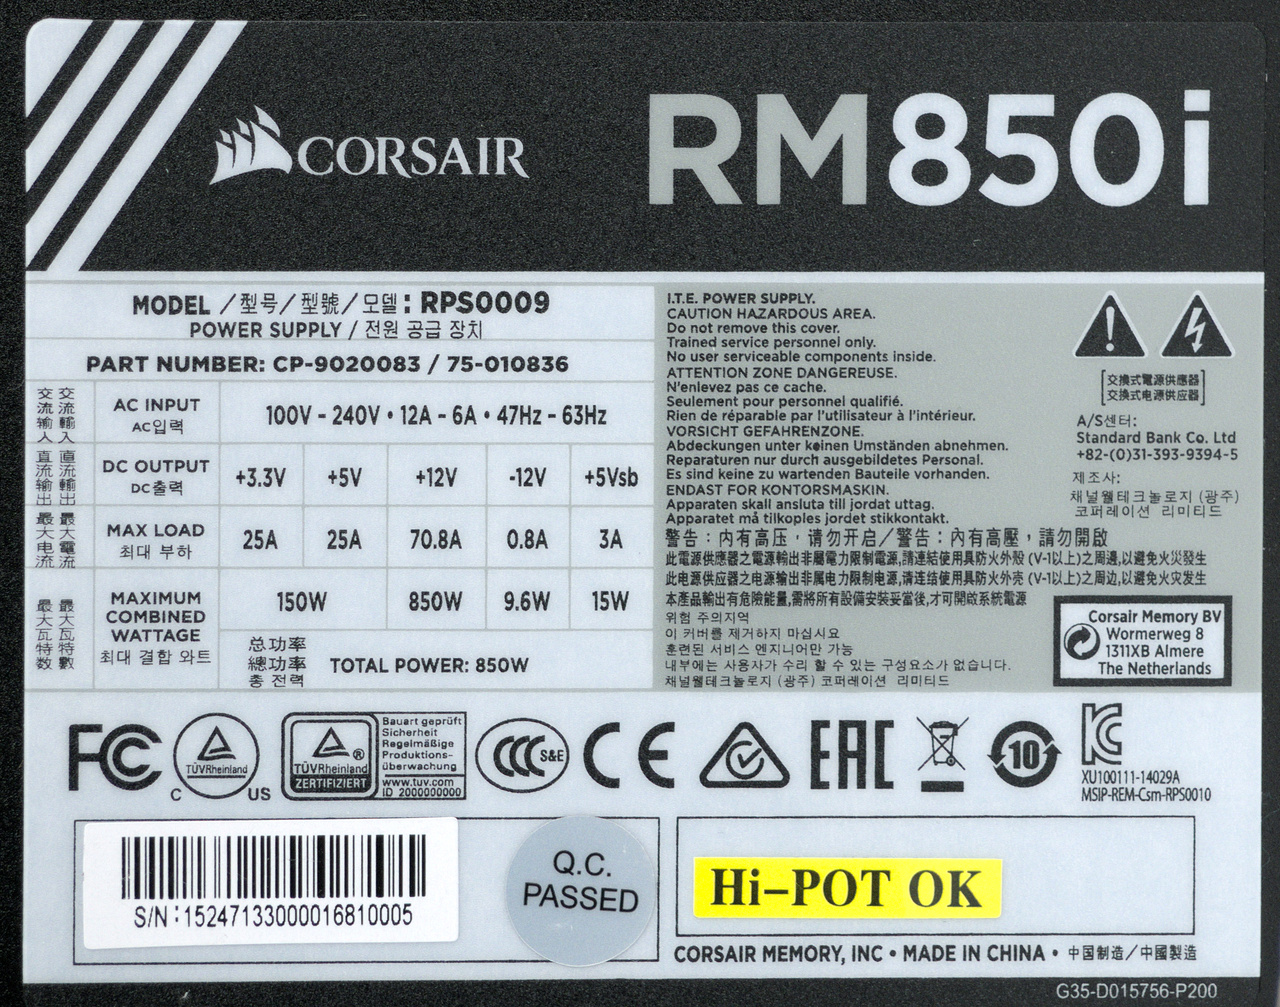 CORSAIR
RM850i
MODEL /型号/型號/모델: RPS0009
POWER SUPPLY / 전원 공급 장치
PART NUMBER: CP-9020083 / 75-010836
交流输入 交流輸入
AC INPUT
AC입력
100V - 240V • 12A - 6A • 47Hz - 63Hz
直流输出 直流輸出
DC OUTPUT
DC출력
+3.3V +5V +12V -12V +5Vsb
最大电流 最大電流
MAX LOAD
최대 부하
25A 25A 70.8A 0.8A 3A
最大瓦特数 最大瓦特數
MAXIMUM
COMBINED
WATTAGE
최대 결합 와트
150W 850W 9.6W 15W
总功率
總功率
총 전력
TOTAL POWER: 850W
I.T.E. POWER SUPPLY.
CAUTION HAZARDOUS AREA.
Do not remove this cover.
Trained service personnel only.
No user serviceable components inside.
ATTENTION ZONE DANGEREUSE.
N'enlevez pas ce cache.
Seulement pour personnel qualifié.
Rien de réparable par l'utilisateur à l'intérieur.
VORSICHT GEFAHRENZONE.
Abdeckungen unter keinen Umständen abnehmen.
Reparaturen nur durch ausgebildetes Personal.
Es sind keine zu wartenden Bauteile vorhanden.
ENDAST FOR KONTORSMASKIN.
Apparaten skall ansluta till jordat uttag.
Apparatet må tilkoples jordet stikkontakt.
警告：内有高压，请勿开启/警告：內有高壓，請勿開啟
此電源供應器之電源輸出非屬電力限制電源,請連結使用具防火外殼 (V-1以上)之周邊,以避免火災發生
此电源供应器之电源输出非属电力限制电源,请连结使用具防火外壳 (V-1以上)之周边,以避免火灾发生
本產品輸出有危險能量,需將所有設備安裝妥當後,才可開啟系統電源
위험 주의지역
이 커버를 제거하지 마십시요
훈련된 서비스 엔지니어만 가능
내부에는 사용자가 수리 할 수 있는 구성요소가 없습니다.
채널웰테크놀로지 (광주) 코퍼레이션 리미티드
交換式電源供應器
交换式电源供应器
A/S센터:
Standard Bank Co. Ltd
+82-(0)31-393-9394-5
제조사:
채널웰테크놀로지 (광주)
코퍼레이션 리미티드
Corsair Memory BV
Wormerweg 8
1311XB Almere
The Netherlands
FC
TÜVRheinland
C US
TÜVRheinland®
ZERTIFIZIERT
Bauart geprüft
Sicherheit
Regelmäßige
Produktions-
überwachung
www.tuv.com
ID 2000000000
CCC S&E
CE
EAC
10
KC
XU100111-14029A
MSIP-REM-Csm-RPS0010
S/N:15247133000016810005
Q.C.
PASSED
Hi-POT OK
CORSAIR MEMORY, INC • MADE IN CHINA • 中国制造/中國製造
G35-D015756-P200